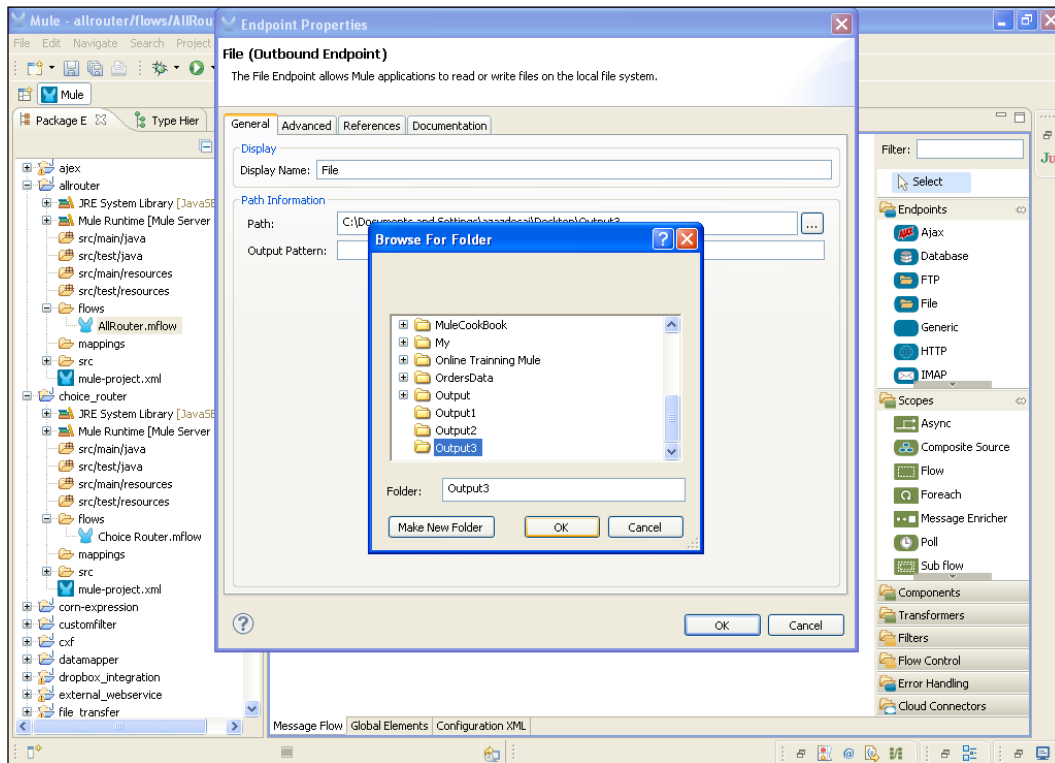 Mule - allrouter/flows/AllRou
File Edit Navigate Search Project
Mule
Package E
Type Hier
ajex
allrouter
JRE System Library [JavaSE
Mule Runtime [Mule Server
src/main/java
src/test/java
src/main/resources
src/test/resources
flows
AllRouter.mflow
mappings
src
mule-project.xml
choice_router
JRE System Library [JavaSE
Mule Runtime [Mule Server
src/main/java
src/test/java
src/main/resources
src/test/resources
flows
Choice Router.mflow
mappings
src
mule-project.xml
corn-expression
customfilter
cxf
datamapper
dropbox_integration
external_webservice
file_transfer
Endpoint Properties
File (Outbound Endpoint)
The File Endpoint allows Mule applications to read or write files on the local file system.
General Advanced References Documentation
Display
Display Name: File
Path Information
Path: C:\Documents and Settings\azazdesai\Desktop\Output3 ...
Output Pattern:
Browse For Folder
MuleCookBook
My
Online Trainning Mule
OrdersData
Output
Output1
Output2
Output3
Folder: Output3
Make New Folder OK Cancel
OK Cancel
Message Flow Global Elements Configuration XML
Filter:
Select
Endpoints
Ajax
Database
FTP
File
Generic
HTTP
IMAP
Scopes
Async
Composite Source
Flow
Foreach
Message Enricher
Poll
Sub flow
Components
Transformers
Filters
Flow Control
Error Handling
Cloud Connectors
Ju